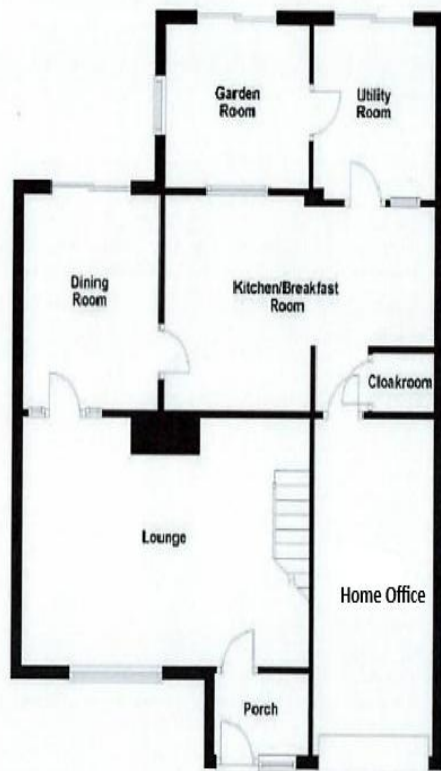 Garden
Room
Utility
Room
Dining
Room
Kitchen/Breakfast
Room
Cloakroom
Lounge
Home Office
Porch